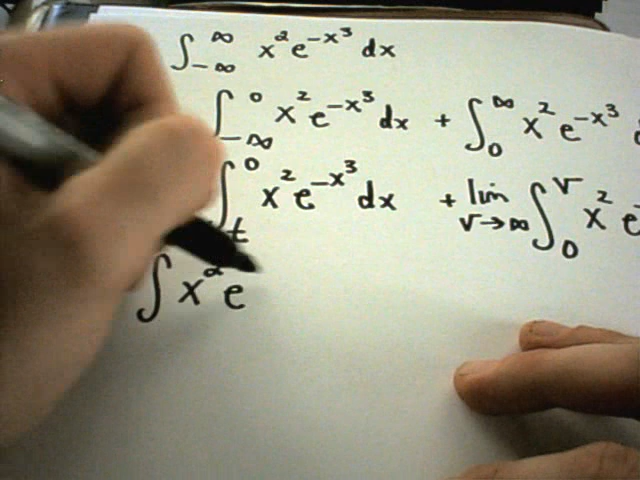 ∫_{-∞}^{∞} x² e^{-x³} dx
∫_{-∞}^{0} x² e^{-x³} dx + ∫_{0}^{∞} x² e^{-x³}
∫_{t}^{0} x² e^{-x³} dx + lim_{r→∞} ∫_{0}^{r} x² e
∫ x² e